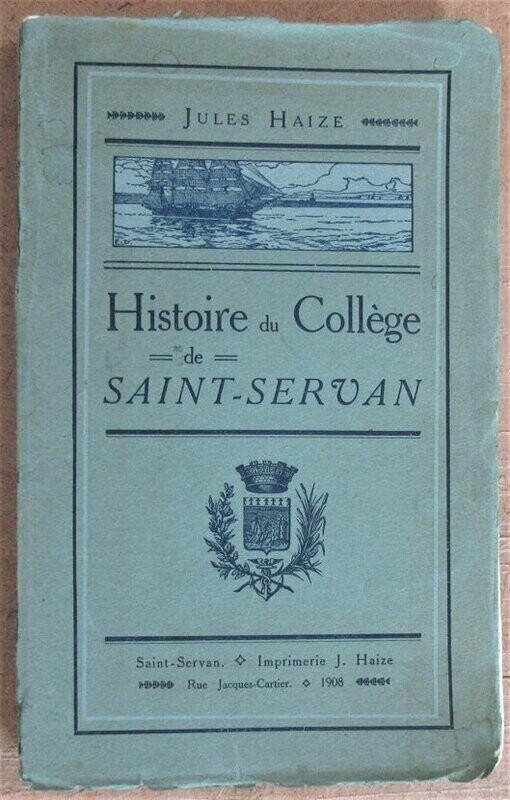 Jules Haize
Histoire du Collège
de
SAINT-SERVAN
Saint-Servan. Imprimerie J. Haize
Rue Jacques-Cartier. 1908